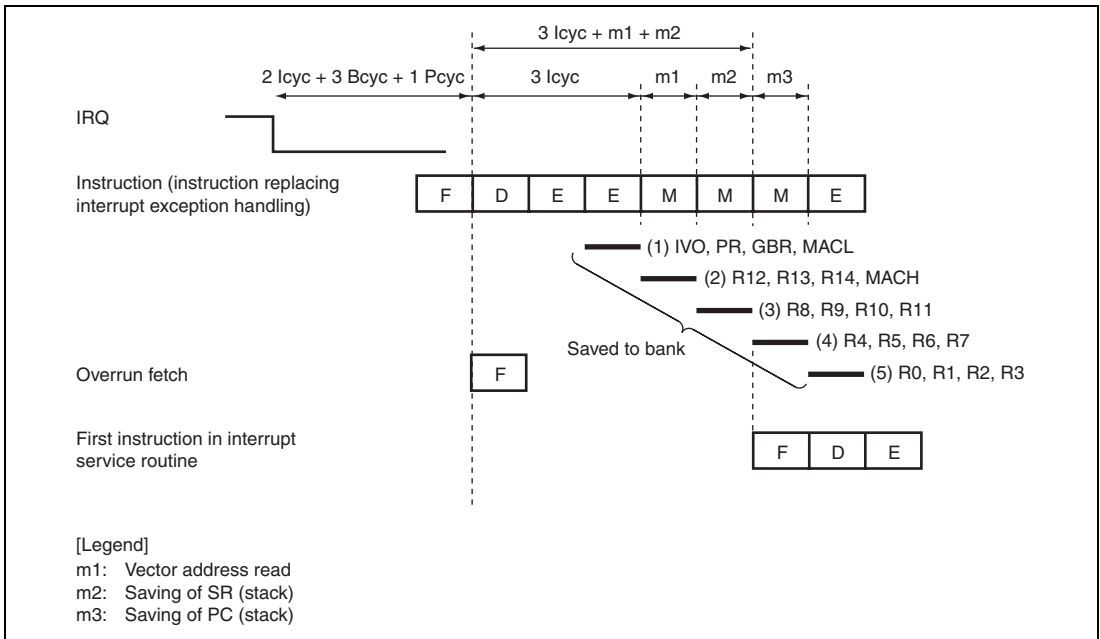 3 Icyc + m1 + m2
2 Icyc + 3 Bcyc + 1 Pcyc
3 Icyc
m1
m2
m3
IRQ
Instruction (instruction replacing
interrupt exception handling)
F D E E M M M E
(1) IVO, PR, GBR, MACL
(2) R12, R13, R14, MACH
(3) R8, R9, R10, R11
(4) R4, R5, R6, R7
(5) R0, R1, R2, R3
Saved to bank
Overrun fetch
F
First instruction in interrupt
service routine
F D E
[Legend]
m1: Vector address read
m2: Saving of SR (stack)
m3: Saving of PC (stack)